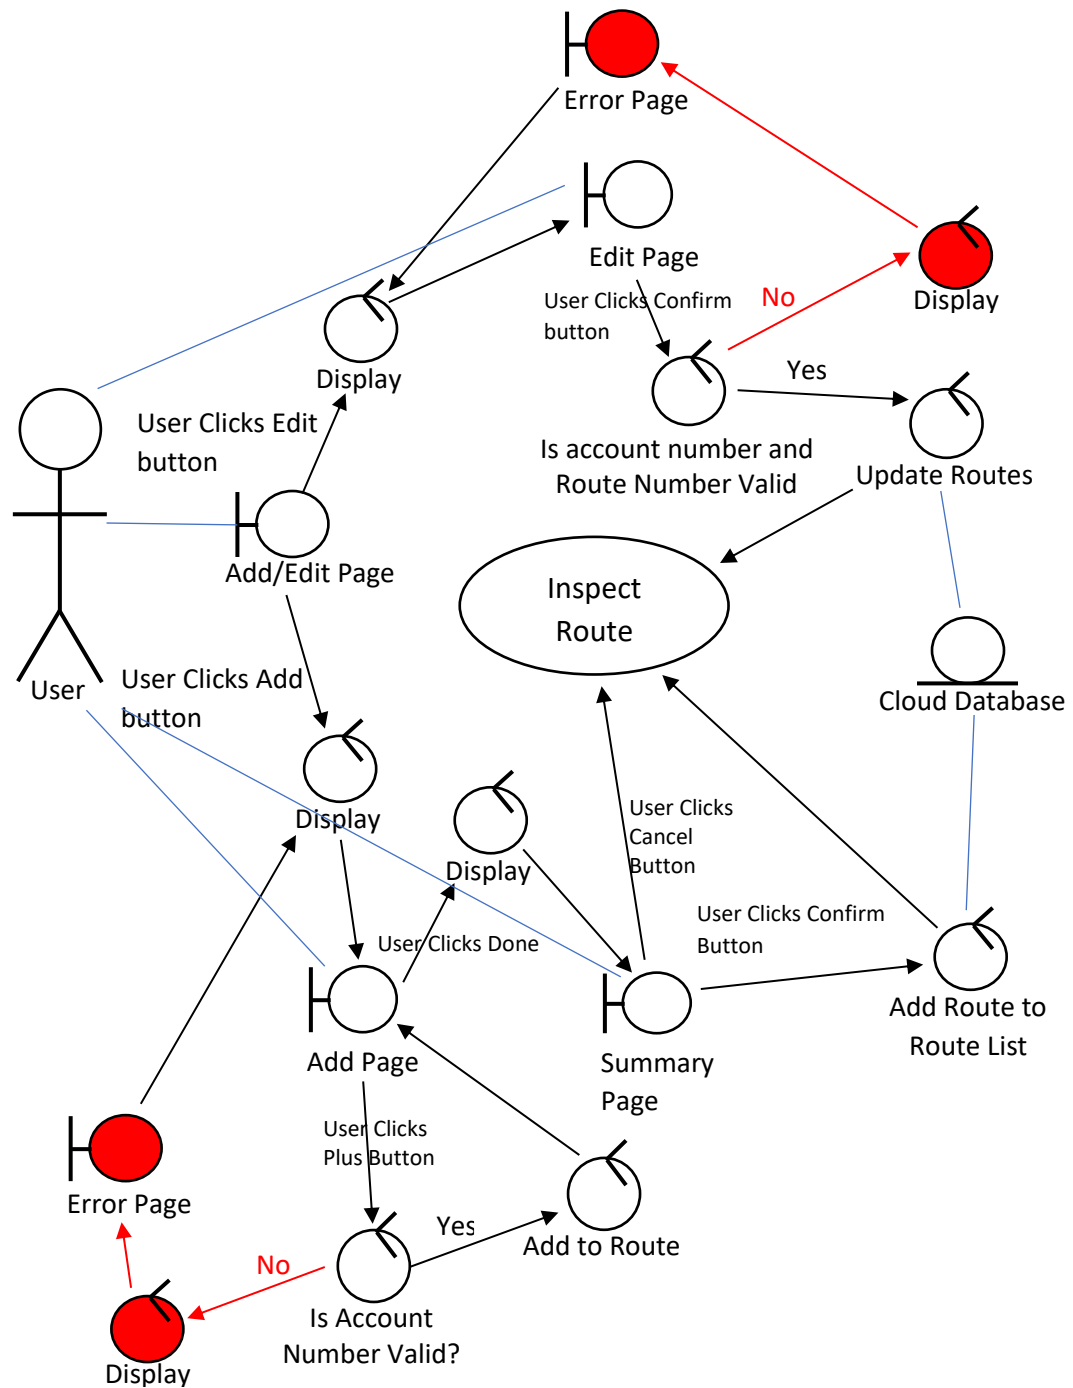 Error Page
Edit Page
User Clicks Confirm
button
No
Display
Display
Yes
User Clicks Edit
button
Is account number and
Route Number Valid
Update Routes
Add/Edit Page
Inspect
Route
User
User Clicks Add
button
Cloud Database
Display
Display
User Clicks
Cancel
Button
User Clicks Confirm
Button
User Clicks Done
Add Page
Summary
Page
Add Route to
Route List
User Clicks
Plus Button
Error Page
Yes
Add to Route
No
Is Account
Number Valid?
Display